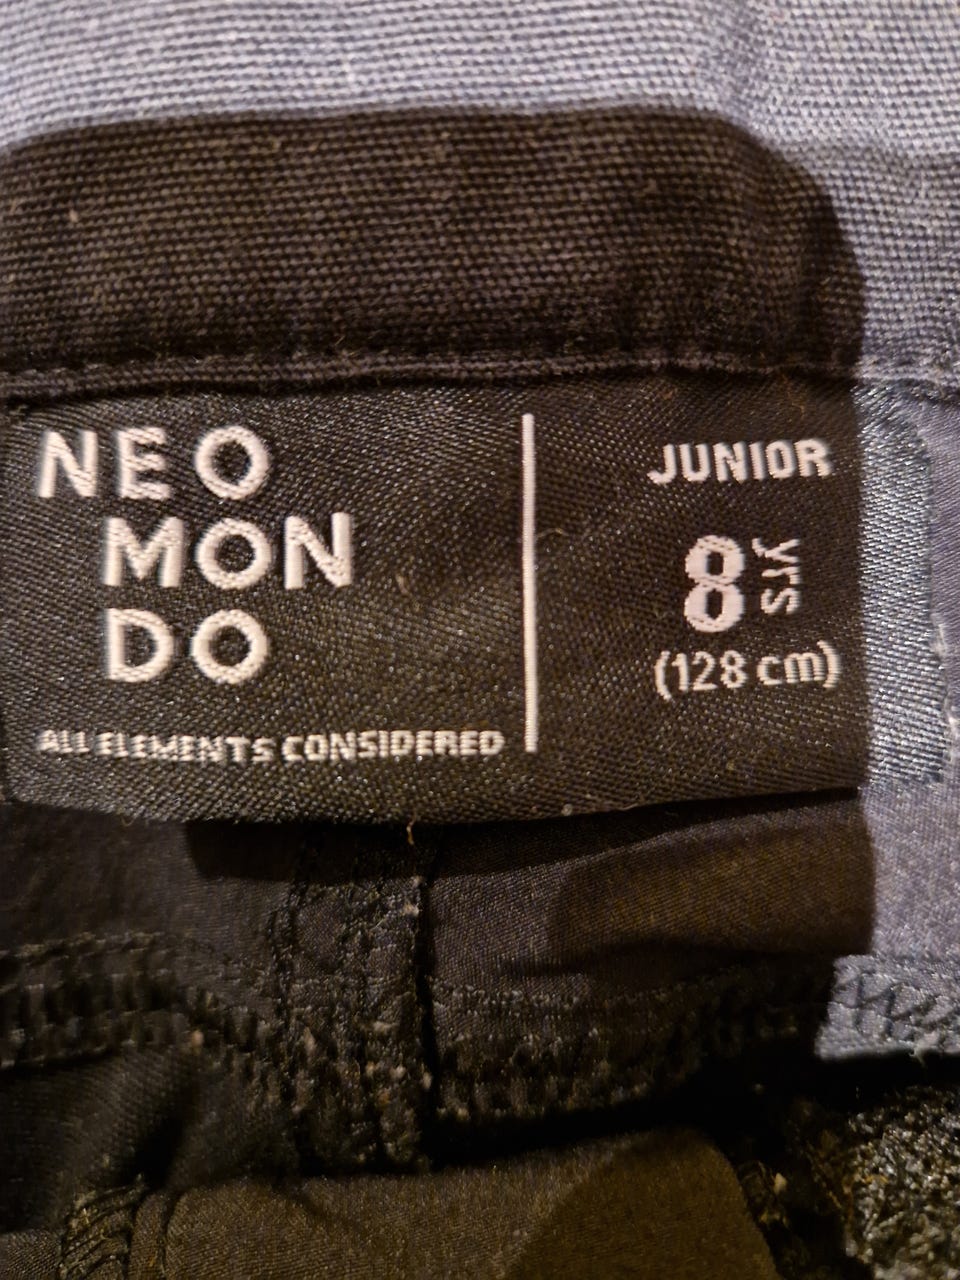 NEO
MON
DO
ALL ELEMENTS CONSIDERED
JUNIOR
8 yrs
(128 cm)